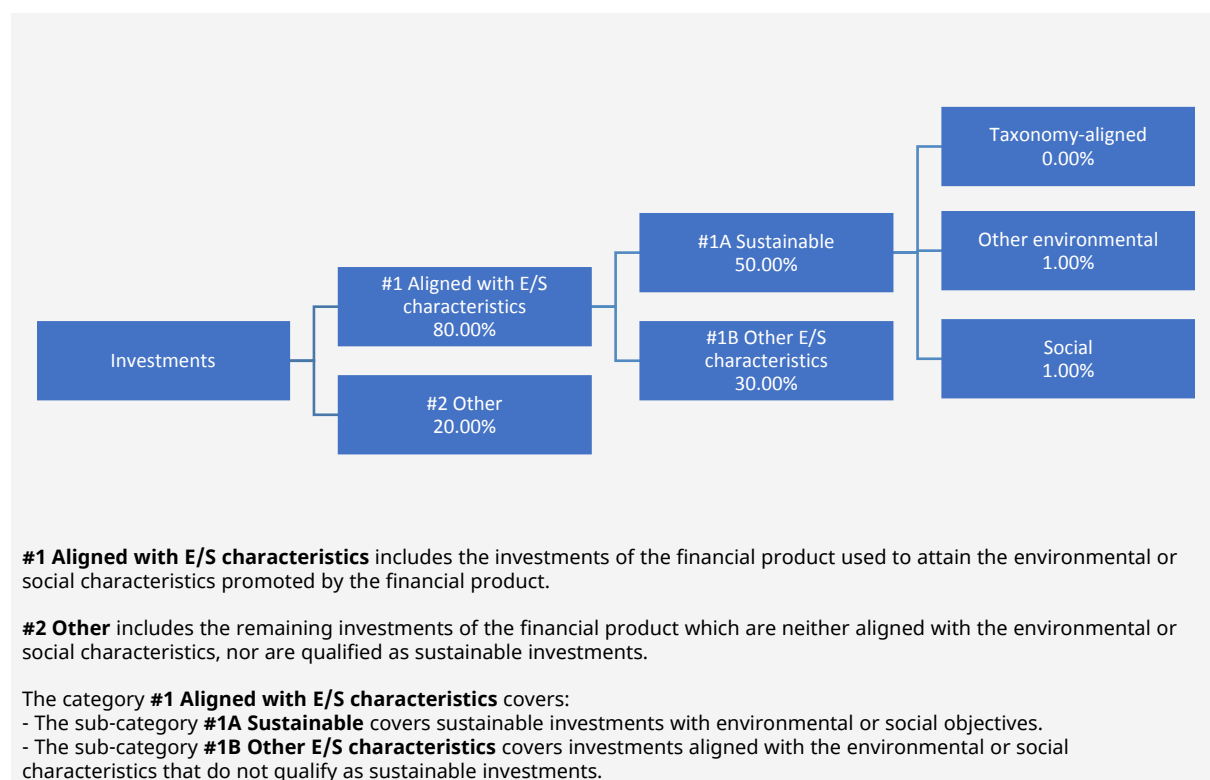 Investments
#1 Aligned with E/S
characteristics
80.00%
#2 Other
20.00%
#1A Sustainable
50.00%
#1B Other E/S
characteristics
30.00%
Taxonomy-aligned
0.00%
Other environmental
1.00%
Social
1.00%
#1 Aligned with E/S characteristics includes the investments of the financial product used to attain the environmental or
social characteristics promoted by the financial product.
#2 Other includes the remaining investments of the financial product which are neither aligned with the environmental or
social characteristics, nor are qualified as sustainable investments.
The category #1 Aligned with E/S characteristics covers:
- The sub-category #1A Sustainable covers sustainable investments with environmental or social objectives.
- The sub-category #1B Other E/S characteristics covers investments aligned with the environmental or social
characteristics that do not qualify as sustainable investments.